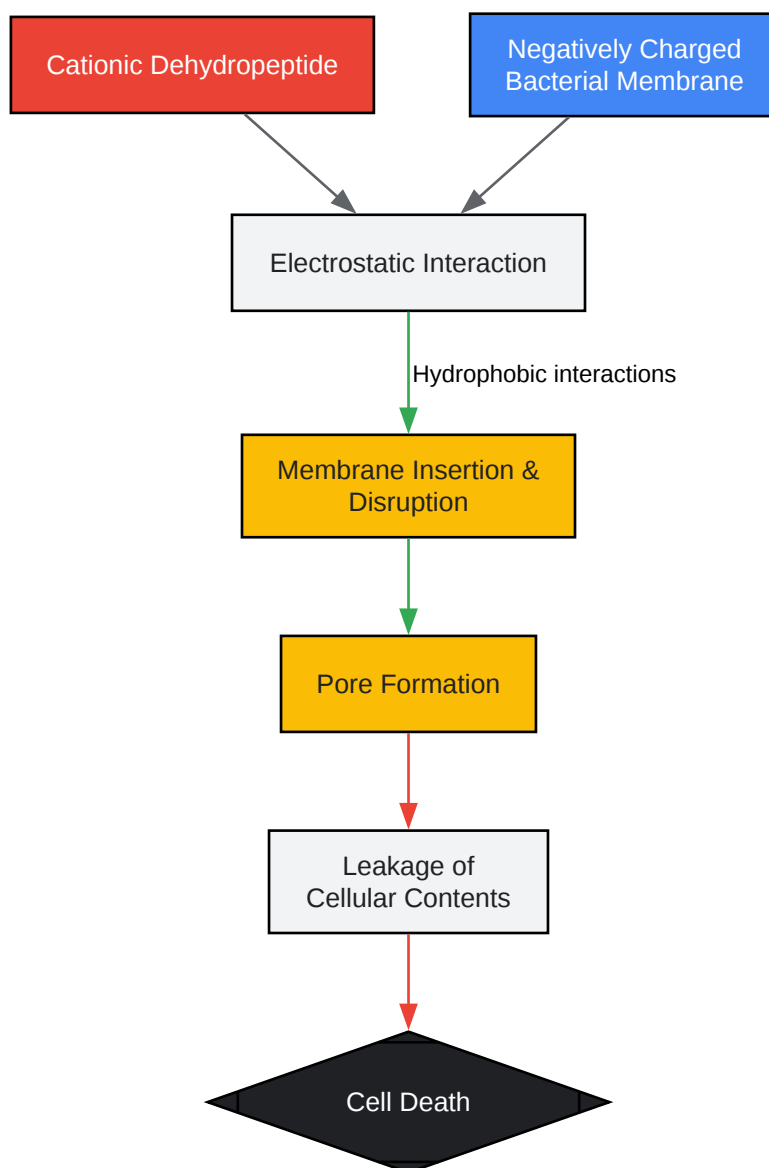 Cationic Dehydropeptide
Negatively Charged
Bacterial Membrane
Electrostatic Interaction
Hydrophobic interactions
Membrane Insertion &
Disruption
Pore Formation
Leakage of
Cellular Contents
Cell Death